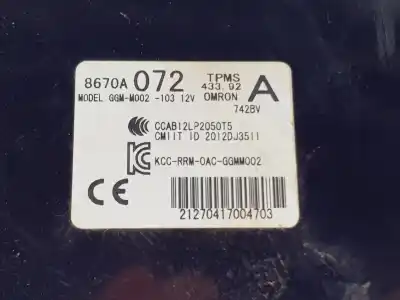 8670A 072 TPMS 433.92 A
MODEL GGM-M002 -103 12V OMRON
742BV
CCC
CCAB12LP2050T5
CMIIT ID 2012DJ3511
KCC-RRM-OAC-GGMM002
CE
21270417004703